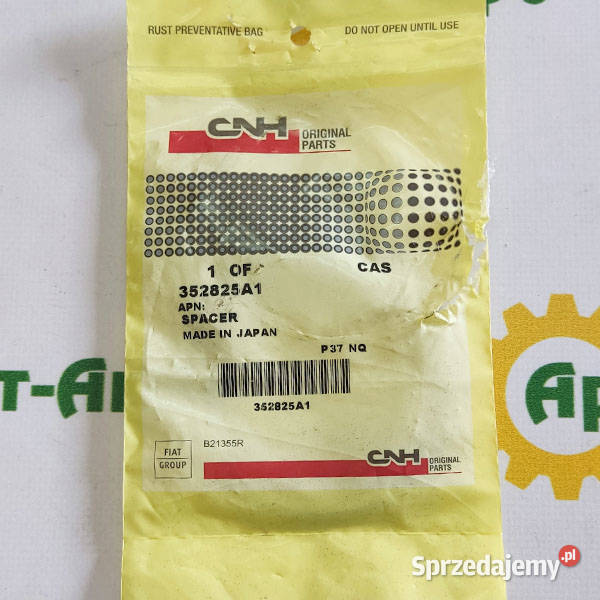 RUST PREVENTATIVE BAG
DO NOT OPEN UNTIL USE
CNH
ORIGINAL
PARTS
1 OF
CAS
352825A1
APN:
SPACER
MADE IN JAPAN
P37 NQ
352825A1
B21355R
FIAT
GROUP
CNH
ORIGINAL
PARTS
Sprzedajemy.pl